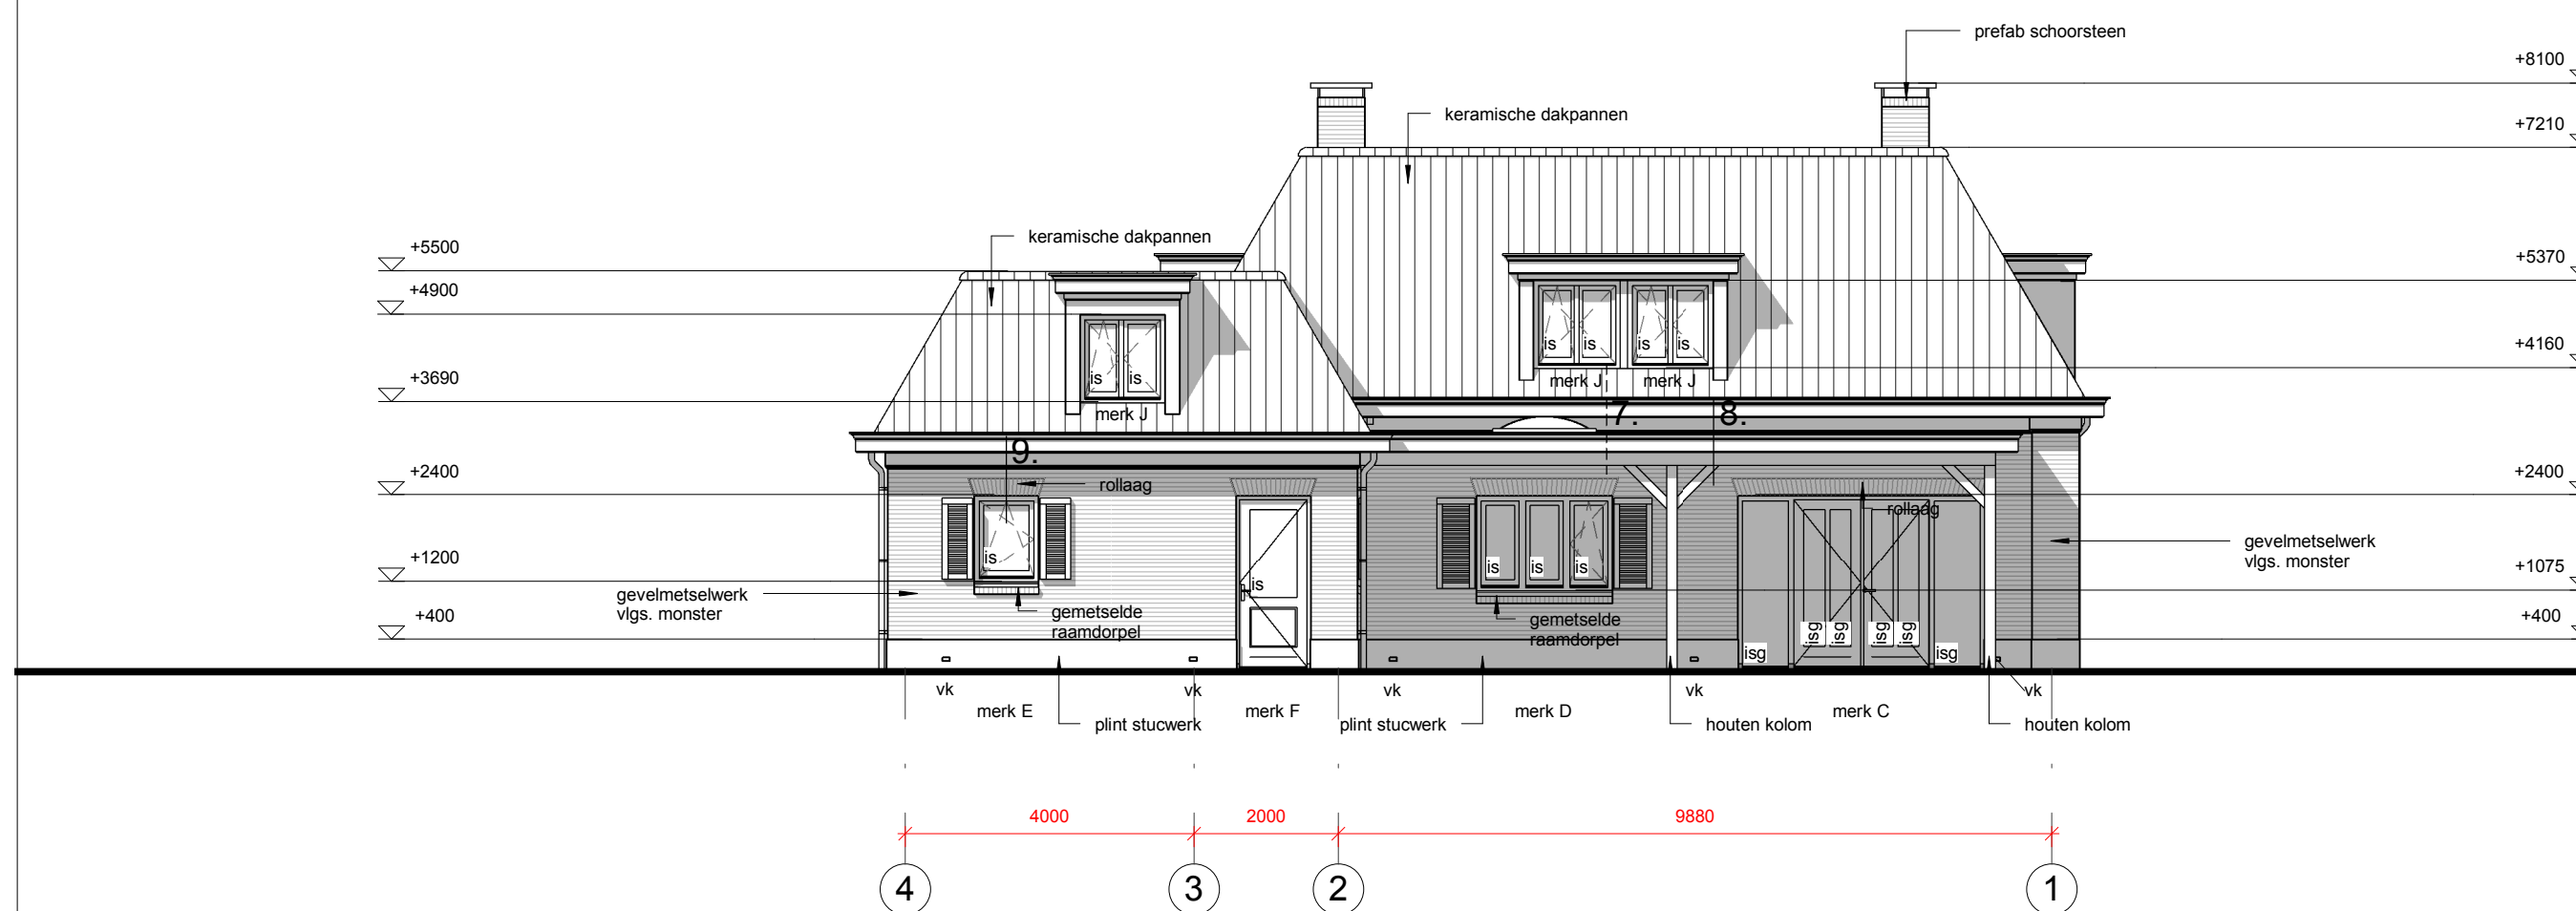 prefab schoorsteen
+8100
keramische dakpannen
+7210
keramische dakpannen
+5500
+5370
+4900
+4160
is is is is
+3690
is is
merk J merk J
merk J
7. 8.
9.
+2400
rollaag
+2400
rollaag
gevelmetselwerk
vlgs. monster
is
is is is
+1200
+1075
is
gevelmetselwerk
vlgs. monster
gemetselde
raamdorpel
gemetselde
raamdorpel
+400
+400
isg isg isg isg
isg isg
vk vk vk vk vk
merk E merk F merk D merk C
plint stucwerk plint stucwerk houten kolom houten kolom
4000 2000 9880
4 3 2 1